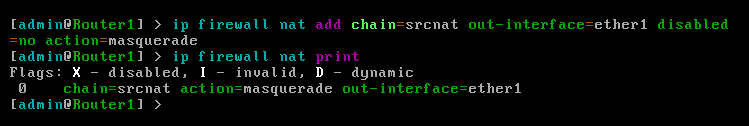 [admin@Router1] > ip firewall nat add chain=srcnat out-interface=ether1 disabled
=no action=masquerade
[admin@Router1] > ip firewall nat print
Flags: X - disabled, I - invalid, D - dynamic
 0    chain=srcnat action=masquerade out-interface=ether1
[admin@Router1] >